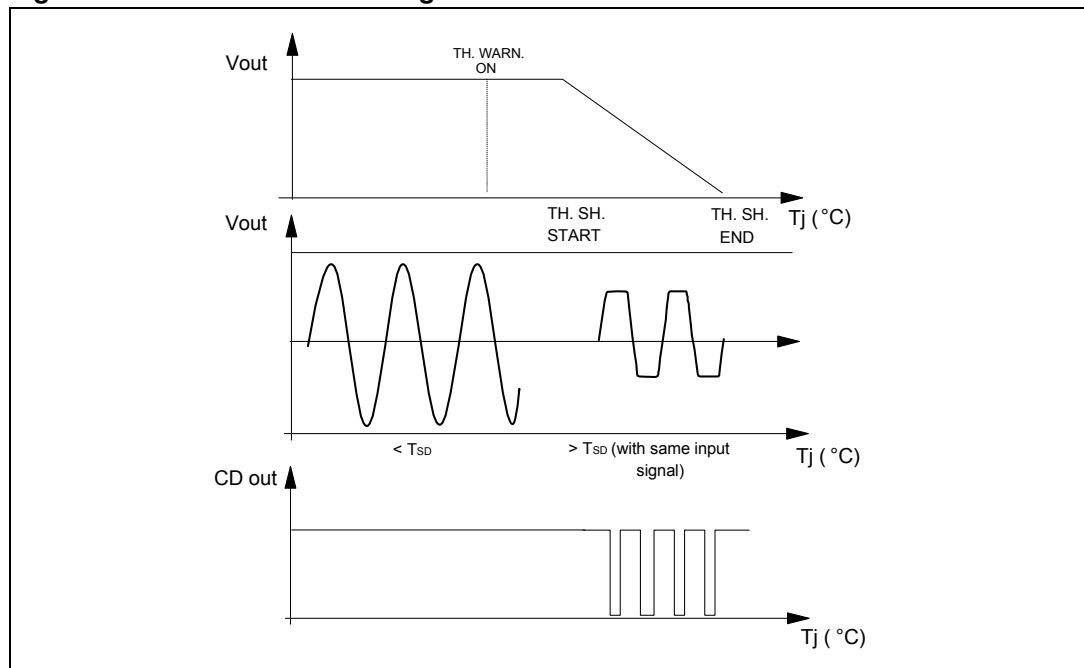 TH. WARN.
ON
Vout
TH. SH.
START
TH. SH.
END
Tj ( °C)
Vout
< TSD
> TSD (with same input
signal)
Tj ( °C)
CD out
Tj ( °C)